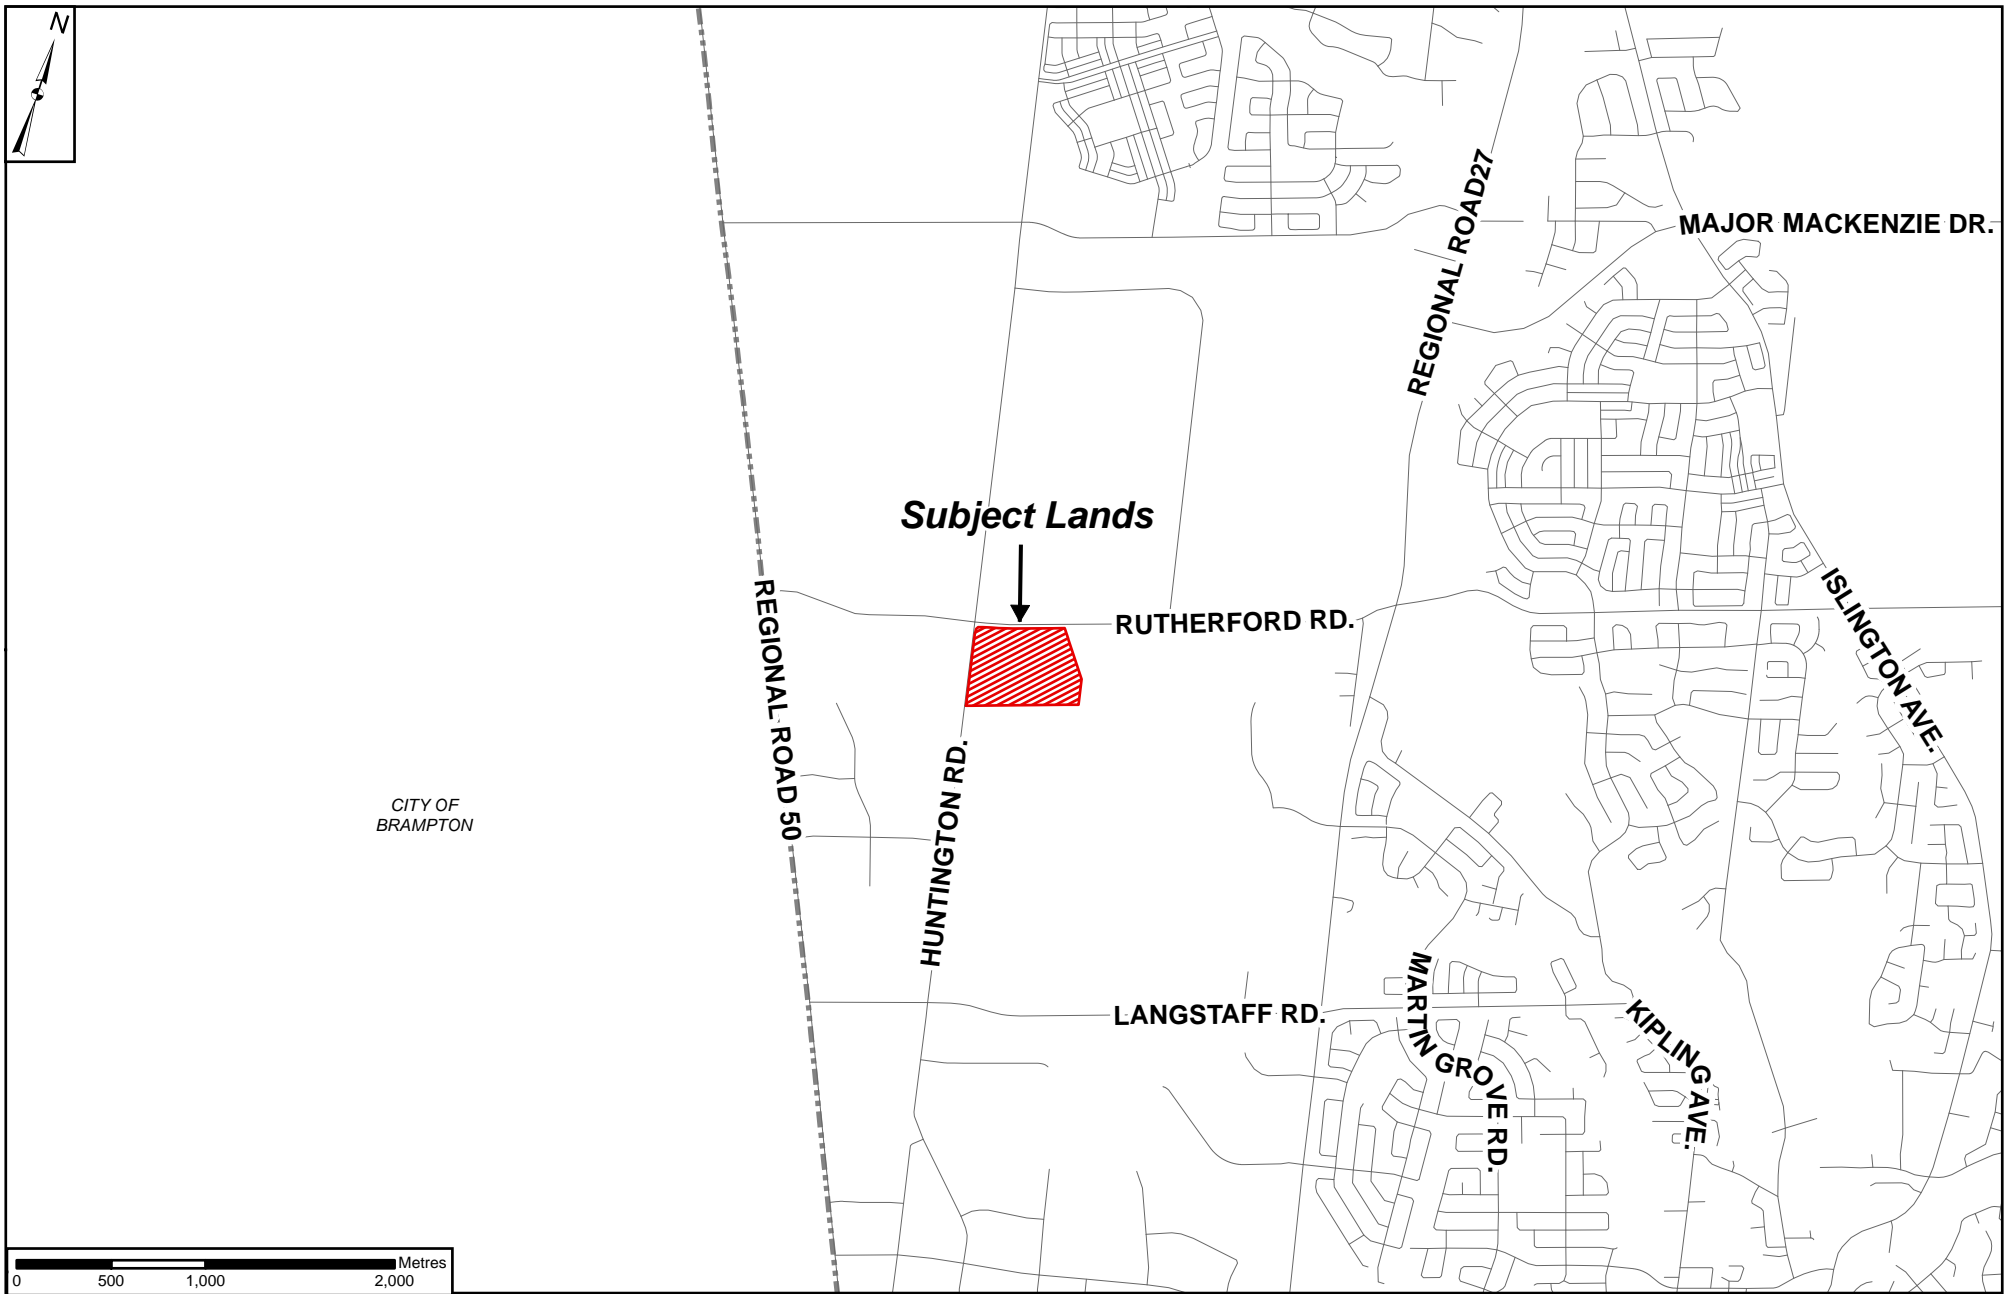 N
MAJOR MACKENZIE DR.
REGIONAL ROAD27
Subject Lands
RUTHERFORD RD.
ISLINGTON AVE.
REGIONAL ROAD 50
HUNTINGTON RD.
CITY OF
BRAMPTON
LANGSTAFF RD.
MARTIN GROVE RD.
KIPLING AVE.
Metres
0 500 1,000 2,000